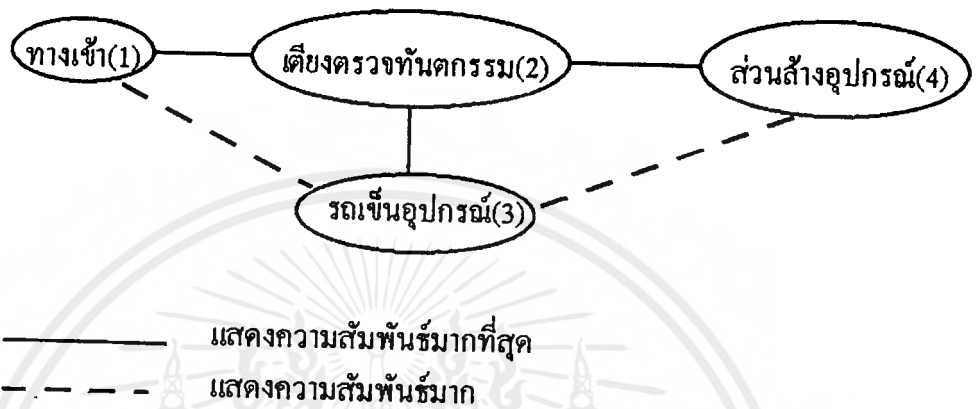 ทางเข้า(1)
เตียงตรวจทันตกรรม(2)
ส่วนล้างอุปกรณ์(4)
รถเข็นอุปกรณ์(3)
แสดงความสัมพันธ์มากที่สุด
แสดงความสัมพันธ์มาก